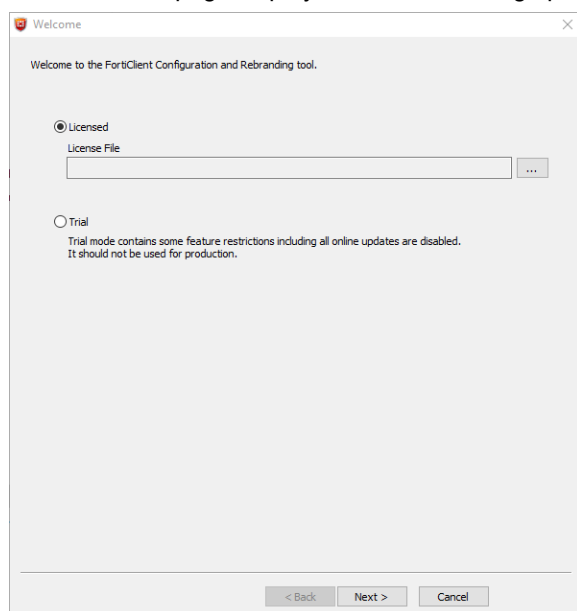 Welcome
Welcome to the FortiClient Configuration and Rebranding tool.
Licensed
License File
...
Trial
Trial mode contains some feature restrictions including all online updates are disabled.
It should not be used for production.
< Back Next > Cancel